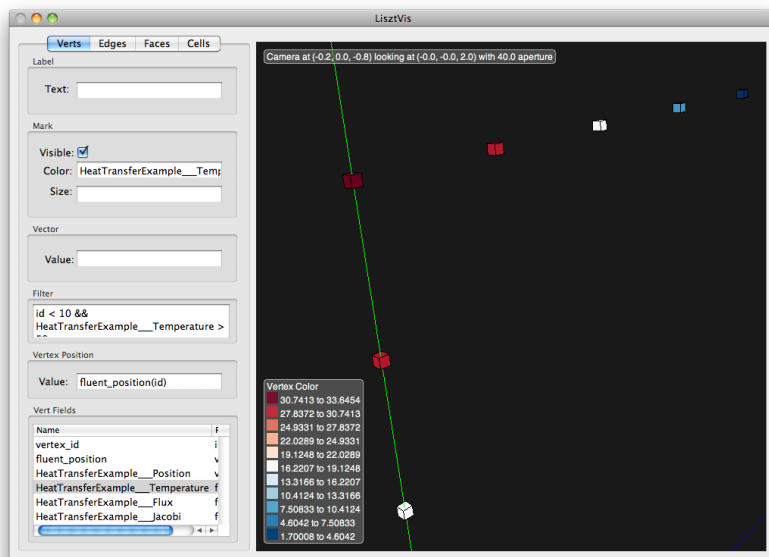 LisztVis
Verts Edges Faces Cells
Label
Text:
Mark
Visible:
Color: HeatTransferExample___Temp
Size:
Vector
Value:
Filter
id < 10 &&
HeatTransferExample___Temperature >
Vertex Position
Value: fluent_position(id)
Vert Fields
Name
vertex_id i
fluent_position v
HeatTransferExample___Position v
HeatTransferExample___Temperature f
HeatTransferExample___Flux f
HeatTransferExample___Jacobi f
Camera at (-0.2, 0.0, -0.8) looking at (-0.0, -0.0, 2.0) with 40.0 aperture
Vertex Color
30.7413 to 33.6454
27.8372 to 30.7413
24.9331 to 27.8372
22.0289 to 24.9331
19.1248 to 22.0289
16.2207 to 19.1248
13.3166 to 16.2207
10.4124 to 13.3166
7.50833 to 10.4124
4.6042 to 7.50833
1.70008 to 4.6042